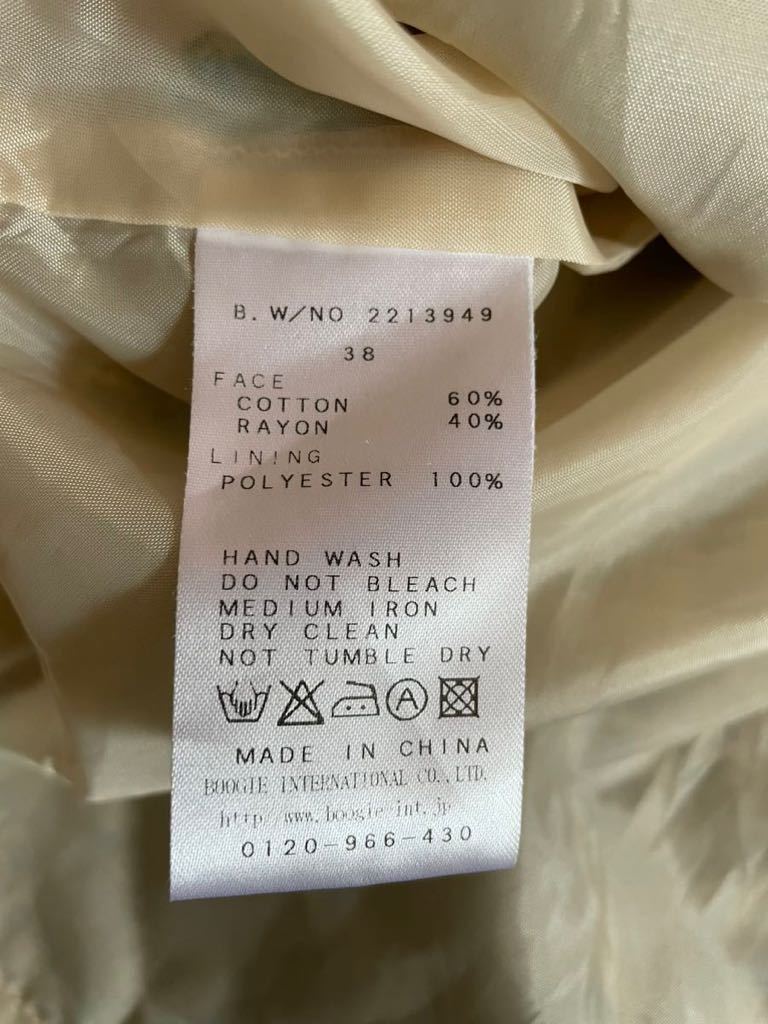 B. W/NO 2213949
38
FACE
COTTON 60%
RAYON 40%
LINING
POLYESTER 100%
HAND WASH
DO NOT BLEACH
MEDIUM IRON
DRY CLEAN
NOT TUMBLE DRY
A
MADE IN CHINA
BOOGIE INTERNATIONAL CO.,LTD.
http://www.boogie-int.jp
0120-966-430